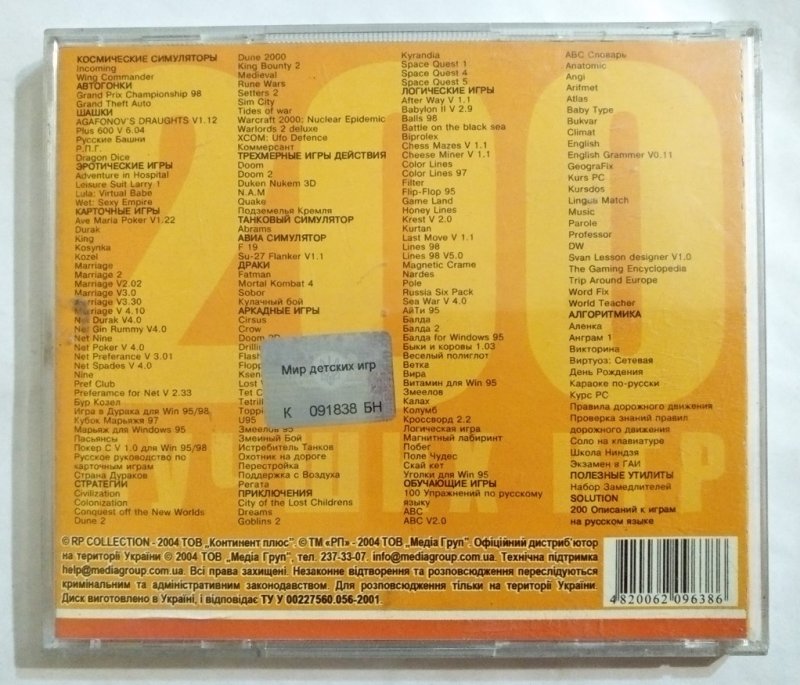 КОСМИЧЕСКИЕ СИМУЛЯТОРЫ
Incoming
Wing Commander
АВТОГОНКИ
Grand Prix Championship 98
Grand Theft Auto
ШАШКИ
AGAFONOV'S DRAUGHTS V1.12
Plus 600 V 6.04
Русские Башни
Р.П.Г.
Dragon Dice
ЭРОТИЧЕСКИЕ ИГРЫ
Adventure in Hospital
Leisure Suit Larry 1
Lula: Virtual Babe
Wet: Sexy Empire
КАРТОЧНЫЕ ИГРЫ
Ave Maria Poker V1.22
Durak
King
Kosynka
Kozel
Marriage
Marriage 2
Marriage V2.02
Marriage V3.0
Marriage V3.30
Marriage V 4.10
Net Durak V4.0
Net Gin Rummy V4.0
Net Nine
Net Poker V 4.0
Net Preferance V 3.01
Net Spades V 4.0
Nine
Pref Club
Preferance for Net V 2.33
Бур Козел
Игра в Дурака для Win 95/98
Кубок Марьяжа 97
Марьяж для Windows 95
Пасьянсы
Покер С V 1.0 для Win 95/98
Русское руководство по
карточным играм
Страна Дураков
СТРАТЕГИИ
Civilization
Colonization
Conquest off the New Worlds
Dune 2
Dune 2000
King Bounty 2
Medieval
Rune Wars
Setters 2
Sim City
Tides of war
Warcraft 2000: Nuclear Epidemic
Warlords 2 deluxe
XCOM: Ufo Defence
Коммерсант
ТРЕХМЕРНЫЕ ИГРЫ ДЕЙСТВИЯ
Doom
Doom 2
Duken Nukem 3D
N.A.M
Quake
Подземелья Кремля
ТАНКОВЫЙ СИМУЛЯТОР
Abrams
АВИА СИМУЛЯТОР
F 19
Su-27 Flanker V1.1
ДРАКИ
Fatman
Mortal Kombat 4
Sobor
Кулачный бой
АРКАДНЫЕ ИГРЫ
Cirsus
Crow
Doom
Flash
Lost
Tet
U95
Змеелов 95
Змеиный Бой
Истребитель Танков
Охотник на дороге
Перестройка
Поддержка с Воздуха
Регата
ПРИКЛЮЧЕНИЯ
City of the Lost Childrens
Dreams
Goblins 2
Kyrandia
Space Quest 1
Space Quest 4
Space Quest 5
ЛОГИЧЕСКИЕ ИГРЫ
After Way V 1.1
Babylon II V 2.9
Balls 98
Battle on the black sea
Biprolex
Chess Mazes V 1.1
Cheese Miner V 1.1
Color Lines
Color Lines 97
Filter
Flip-Flop 95
Game Land
Honey Lines
Krest V 2.0
Kurtan
Last Move V 1.1
Lines 98
Lines 98 V5.0
Magnetic Crame
Nardes
Pole
Russia Six Pack
Sea War V 4.0
АйТи 95
Балда
Балда 2
Балда for Windows 95
Быки и коровы 1.03
Веселый полиглот
Ветка
Вира
Витамин для Win 95
Змеелов
Калах
Колумб
Кроссворд 2.2
Логическая игра
Магнитный лабиринт
Побег
Поле Чудес
Скай кет
Уголки для Win 95
ОБУЧАЮЩИЕ ИГРЫ
100 Упражнений по русскому
языку
ABC
ABC V2.0
АБС Словарь
Anatomic
Angi
Arifmet
Atlas
Baby Type
Bukvar
Climat
English
English Grammer V0.11
GeograFix
Kurs PC
Kursdos
Lingua Match
Music
Parole
Professor
DW
Svan Lesson designer V1.0
The Gaming Encyclopedia
Trip Around Europe
Word Fix
World Teacher
АЛГОРИТМИКА
Аленка
Анграм 1
Викторина
Виртуоз: Сетевая
День Рождения
Караоке по-русски
Курс РС
Правила дорожного движения
Проверка знаний правил
дорожного движения
Соло на клавиатуре
Школа Ниндзя
Экзамен в ГАИ
ПОЛЕЗНЫЕ УТИЛИТЫ
Набор Замедлителей
SOLUTION
200 Описаний к играм
на русском языке
200
Мир детских игр
К 091838 БН
© RP COLLECTION - 2004 ТОВ „Континент плюс". ©ТМ «РП» - 2004 ТОВ „Медіа Груп". Офіційний дистриб'ютор
на території України © 2004 ТОВ „Медіа Груп", тел. 237-33-07. info@mediagroup.com.ua. Технічна підтримка
help@mediagroup.com.ua. Всі права захищені. Незаконне відтворення та розповсюдження переслідуються
кримінальним та адміністративним законодавством. Для розповсюдження тільки на території України.
Диск виготовлено в Україні, і відповідає ТУ У 00227560.056-2001.
4820062096386